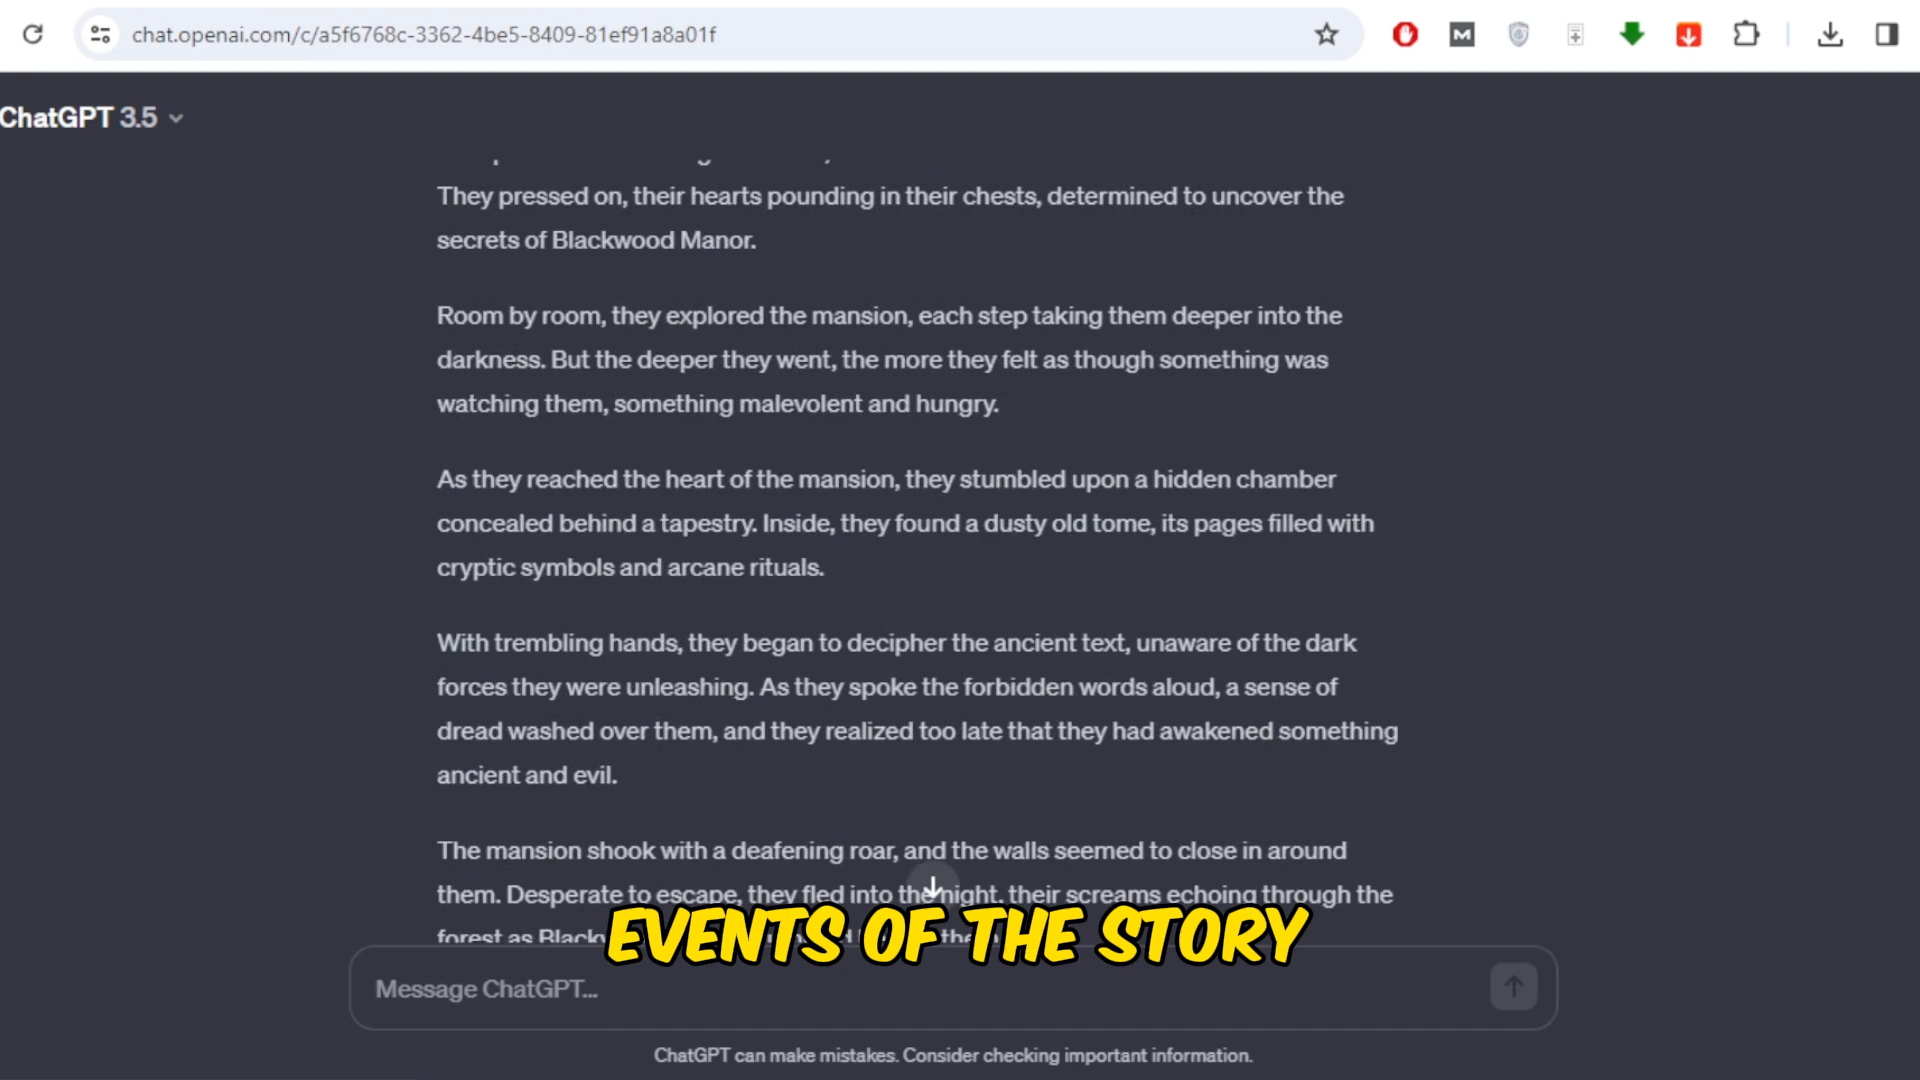 chat.openai.com/c/a5f6768c-3362-4be5-8409-81ef91a8a01f
M
ChatGPT 3.5
They pressed on, their hearts pounding in their chests, determined to uncover the
secrets of Blackwood Manor.
Room by room, they explored the mansion, each step taking them deeper into the
darkness. But the deeper they went, the more they felt as though something was
watching them, something malevolent and hungry.
As they reached the heart of the mansion, they stumbled upon a hidden chamber
concealed behind a tapestry. Inside, they found a dusty old tome, its pages filled with
cryptic symbols and arcane rituals.
With trembling hands, they began to decipher the ancient text, unaware of the dark
forces they were unleashing. As they spoke the forbidden words aloud, a sense of
dread washed over them, and they realized too late that they had awakened something
ancient and evil.
The mansion shook with a deafening roar, and the walls seemed to close in around
them. Desperate to escape, they fled into the night, their screams echoing through the
forest as
EVENTS OF THE STORY
Message ChatGPT...
ChatGPT can make mistakes. Consider checking important information.